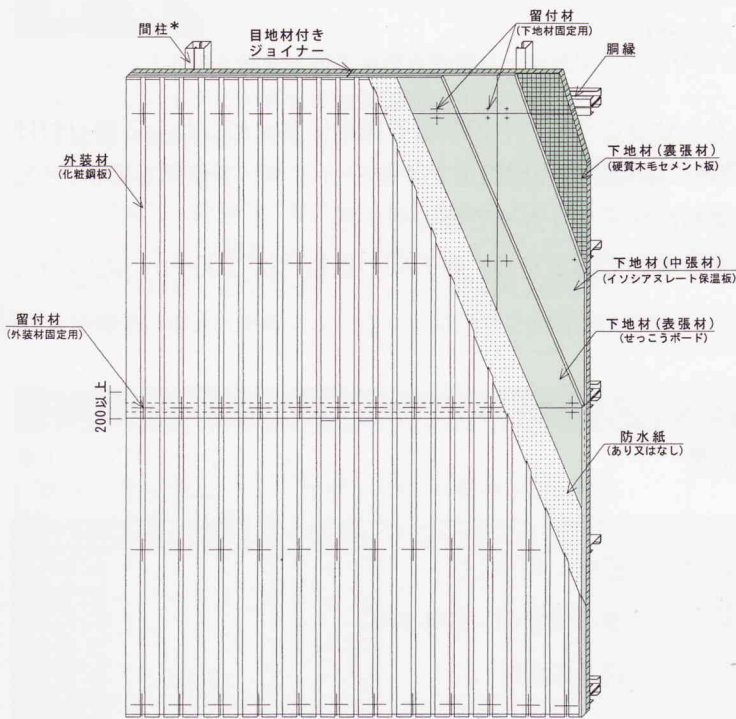 間柱*
目地材付き
ジョイナー
留付材
(下地材固定用)
胴縁
外装材
(化粧鋼板)
下地材(裏張材)
(硬質木毛セメント板)
下地材(中張材)
(イソシアヌレート保温板)
留付材
(外装材固定用)
下地材(表張材)
(せっこうボード)
200以上
防水紙
(あり又はなし)